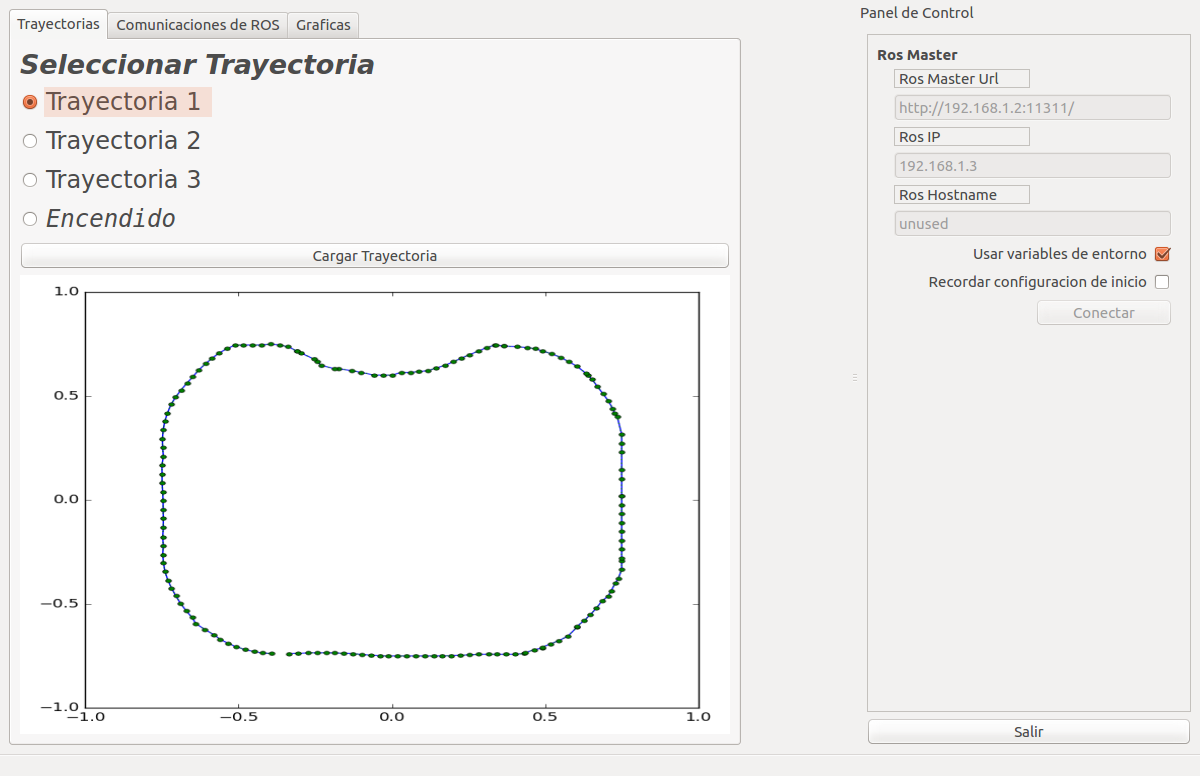 Trayectorias
Comunicaciones de ROS
Graficas
Seleccionar Trayectoria
Trayectoria 1
Trayectoria 2
Trayectoria 3
Encendido
Cargar Trayectoria
1.0
0.5
0.0
−0.5
−1.0
−1.0
−0.5
0.0
0.5
1.0
Panel de Control
Ros Master
Ros Master Url
http://192.168.1.2:11311/
Ros IP
192.168.1.3
Ros Hostname
unused
Usar variables de entorno
Recordar configuracion de inicio
Conectar
Salir